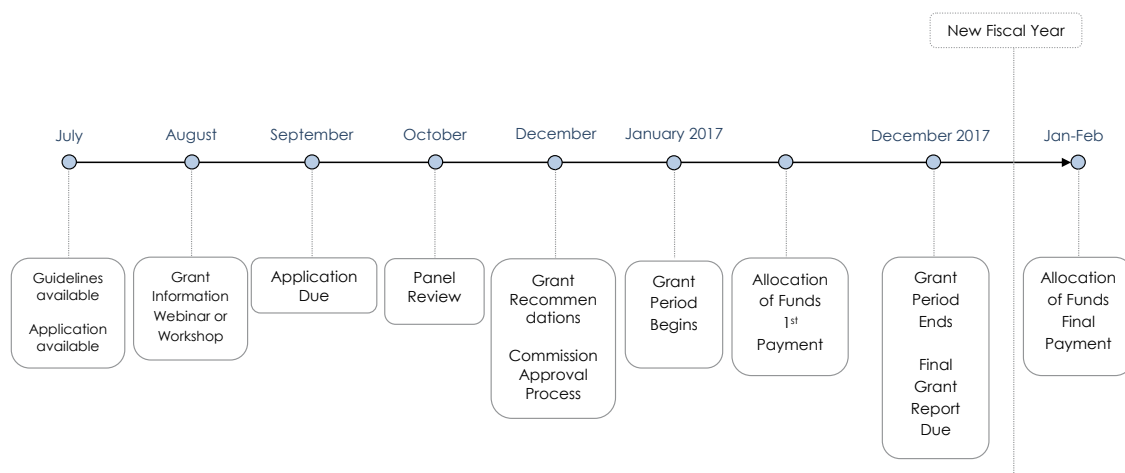 New Fiscal Year
July
August
September
October
December
January 2017
December 2017
Jan-Feb
Guidelines
available
Application
available
Grant
Information
Webinar or
Workshop
Application
Due
Panel
Review
Grant
Recommen
dations
Commission
Approval
Process
Grant
Period
Begins
Allocation
of Funds
1st
Payment
Grant
Period
Ends
Final
Grant
Report
Due
Allocation
of Funds
Final
Payment